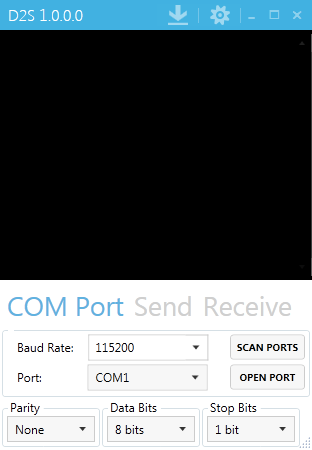 D2S 1.0.0.0
COM Port Send Receive
Baud Rate: 115200 SCAN PORTS
Port: COM1 OPEN PORT
Parity Data Bits Stop Bits
None 8 bits 1 bit